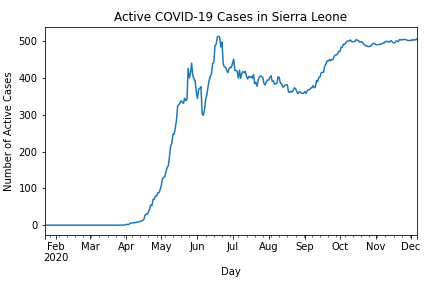 Active COVID-19 Cases in Sierra Leone
Number of Active Cases
500
400
300
200
100
0
Feb Mar Apr May Jun Jul Aug Sep Oct Nov Dec
2020
Day